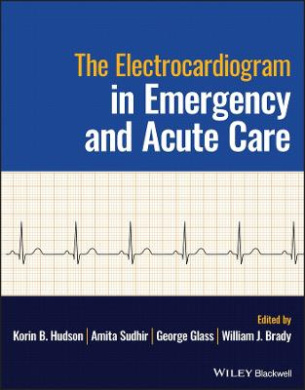 The Electrocardiogram
in Emergency
and Acute Care
Edited by
Korin B. Hudson | Amita Sudhir | George Glass | William J. Brady
WILEY Blackwell